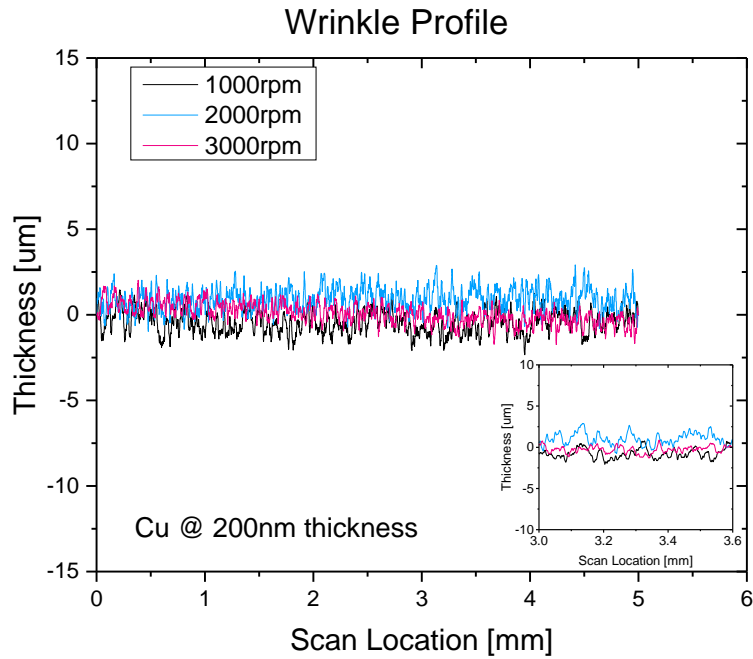 Wrinkle Profile
15
10
5
0
-5
-10
-15
Thickness [um]
1000rpm
2000rpm
3000rpm
Cu @ 200nm thickness
10
5
0
-5
-10
Thickness [um]
3.0 3.2 3.4 3.6
Scan Location [mm]
0 1 2 3 4 5 6
Scan Location [mm]